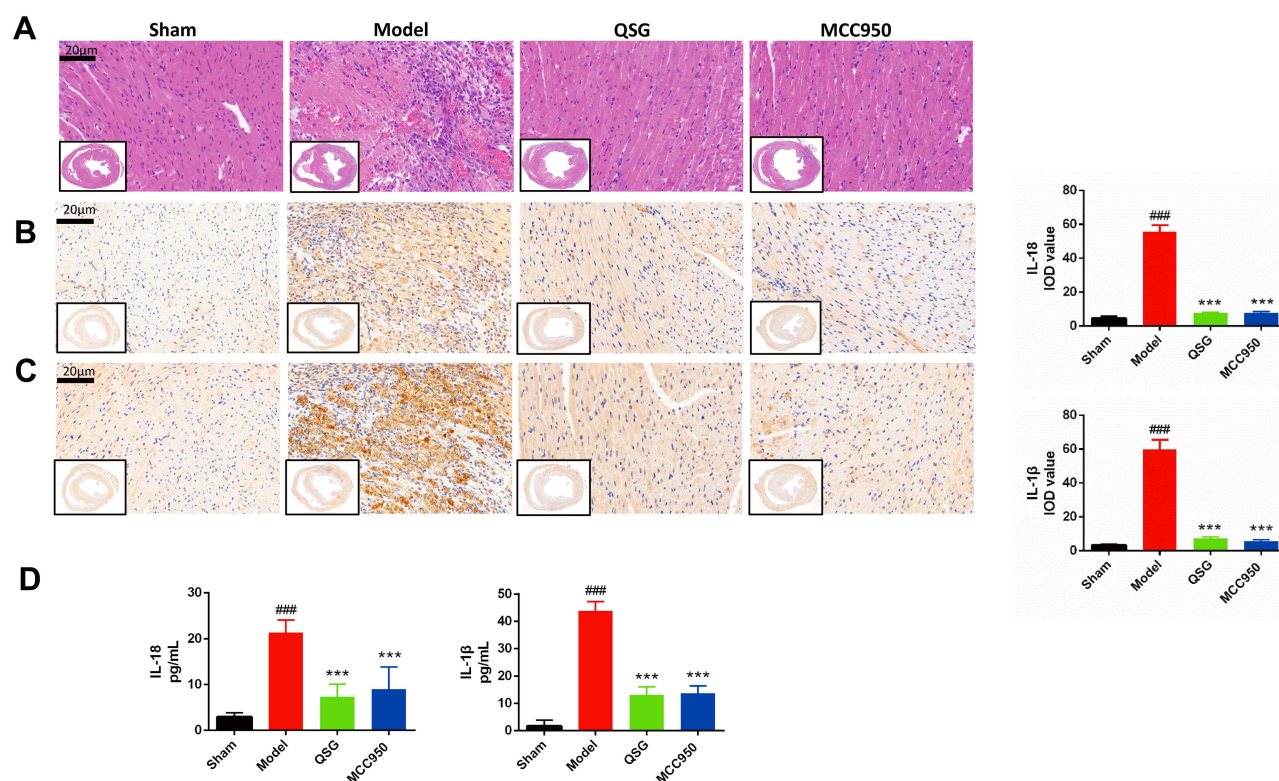 A
Sham
Model
QSG
MCC950
20μm
B
20μm
C
20μm
80
60
40
20
0
IL-18
IOD value
###
***
***
Sham
Model
QSG
MCC950
80
60
40
20
0
IL-1β
IOD value
###
***
***
Sham
Model
QSG
MCC950
D
30
20
10
0
IL-18
pg/mL
###
***
***
Sham
Model
QSG
MCC950
50
40
30
20
10
0
IL-1β
pg/mL
###
***
***
Sham
Model
QSG
MCC950